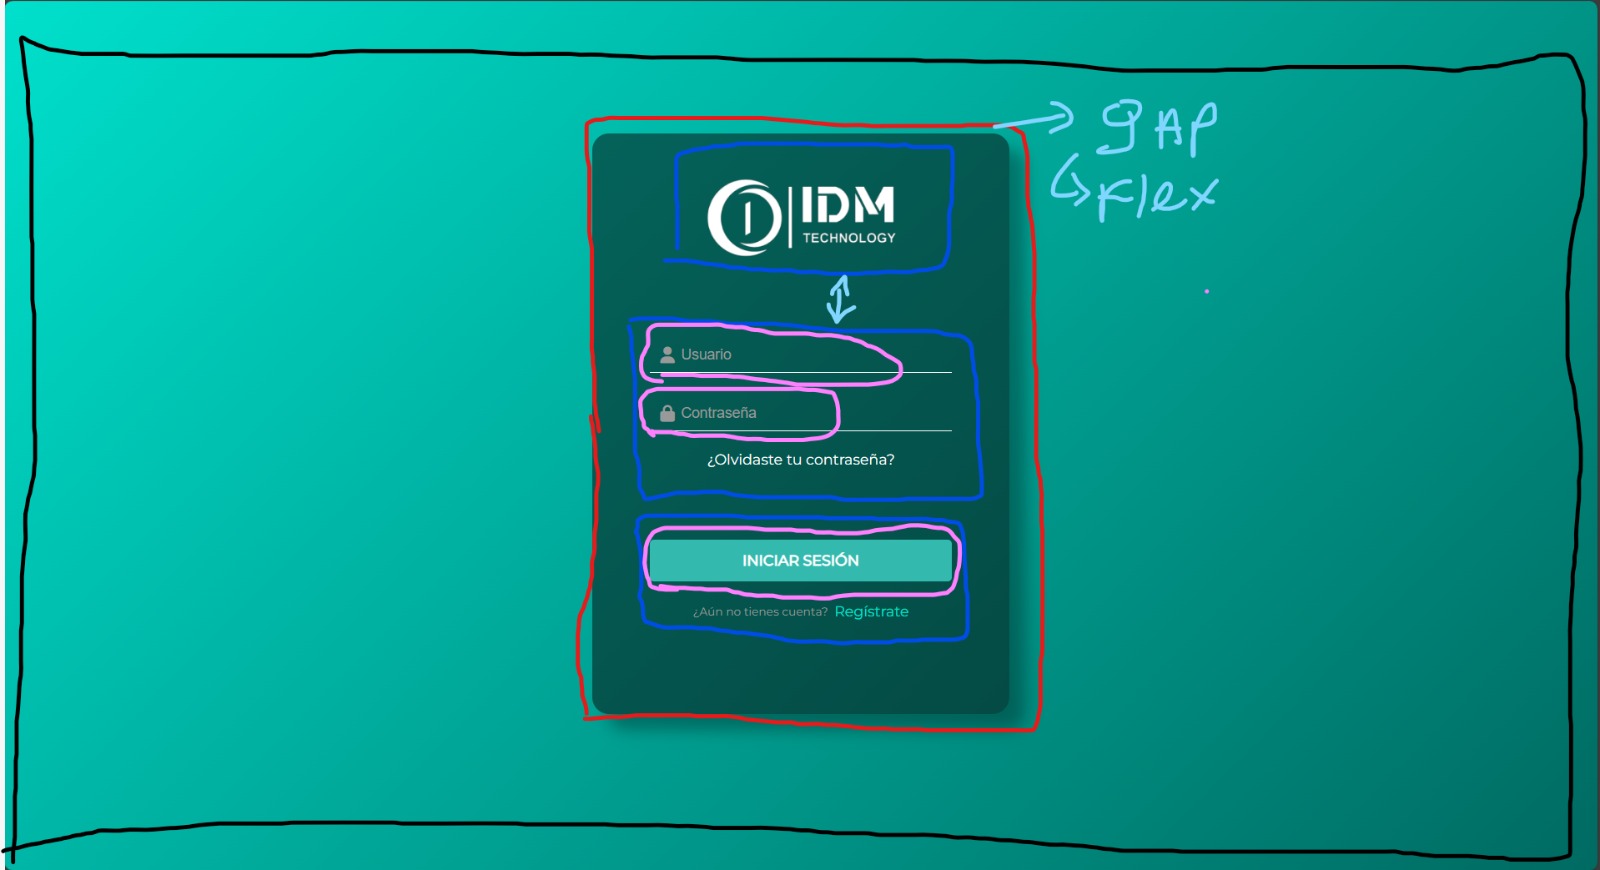 gAP
Flex
IDM
TECHNOLOGY
Usuario
Contraseña
¿Olvidaste tu contraseña?
INICIAR SESIÓN
¿Aún no tienes cuenta? Regístrate